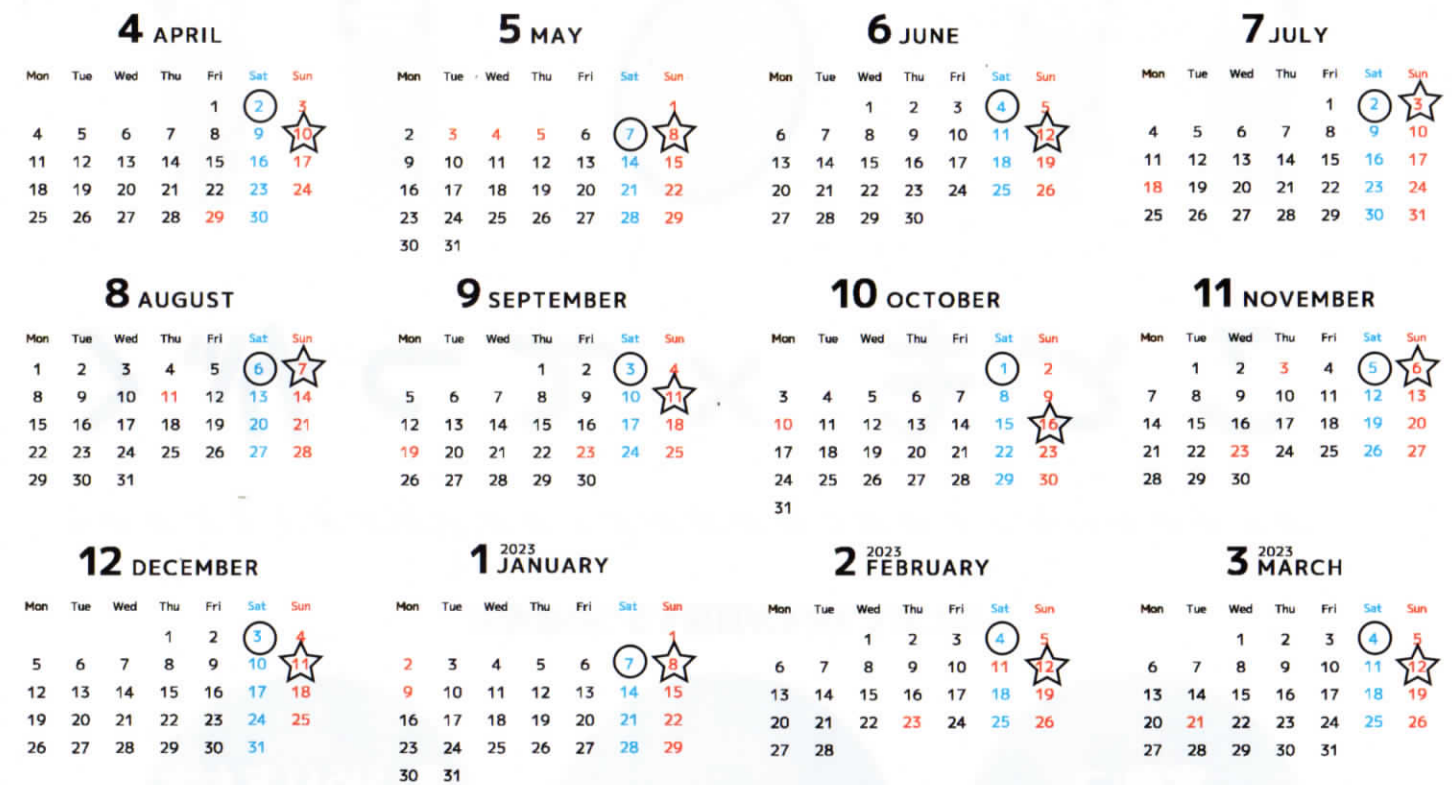 4 APRIL
Mon Tue Wed Thu Fri Sat Sun
1 2 3
4 5 6 7 8 9 10
11 12 13 14 15 16 17
18 19 20 21 22 23 24
25 26 27 28 29 30
5 MAY
Mon Tue Wed Thu Fri Sat Sun
1
2 3 4 5 6 7 8
9 10 11 12 13 14 15
16 17 18 19 20 21 22
23 24 25 26 27 28 29
30 31
6 JUNE
Mon Tue Wed Thu Fri Sat Sun
1 2 3 4 5
6 7 8 9 10 11 12
13 14 15 16 17 18 19
20 21 22 23 24 25 26
27 28 29 30
7 JULY
Mon Tue Wed Thu Fri Sat Sun
1 2 3
4 5 6 7 8 9 10
11 12 13 14 15 16 17
18 19 20 21 22 23 24
25 26 27 28 29 30 31
8 AUGUST
Mon Tue Wed Thu Fri Sat Sun
1 2 3 4 5 6 7
8 9 10 11 12 13 14
15 16 17 18 19 20 21
22 23 24 25 26 27 28
29 30 31
9 SEPTEMBER
Mon Tue Wed Thu Fri Sat Sun
1 2 3 4
5 6 7 8 9 10 11
12 13 14 15 16 17 18
19 20 21 22 23 24 25
26 27 28 29 30
10 OCTOBER
Mon Tue Wed Thu Fri Sat Sun
1 2
3 4 5 6 7 8 9
10 11 12 13 14 15 16
17 18 19 20 21 22 23
24 25 26 27 28 29 30
31
11 NOVEMBER
Mon Tue Wed Thu Fri Sat Sun
1 2 3 4 5 6
7 8 9 10 11 12 13
14 15 16 17 18 19 20
21 22 23 24 25 26 27
28 29 30
12 DECEMBER
Mon Tue Wed Thu Fri Sat Sun
1 2 3 4
5 6 7 8 9 10 11
12 13 14 15 16 17 18
19 20 21 22 23 24 25
26 27 28 29 30 31
1 2023 JANUARY
Mon Tue Wed Thu Fri Sat Sun
1
2 3 4 5 6 7 8
9 10 11 12 13 14 15
16 17 18 19 20 21 22
23 24 25 26 27 28 29
30 31
2 2023 FEBRUARY
Mon Tue Wed Thu Fri Sat Sun
1 2 3 4 5
6 7 8 9 10 11 12
13 14 15 16 17 18 19
20 21 22 23 24 25 26
27 28
3 2023 MARCH
Mon Tue Wed Thu Fri Sat Sun
1 2 3 4 5
6 7 8 9 10 11 12
13 14 15 16 17 18 19
20 21 22 23 24 25 26
27 28 29 30 31